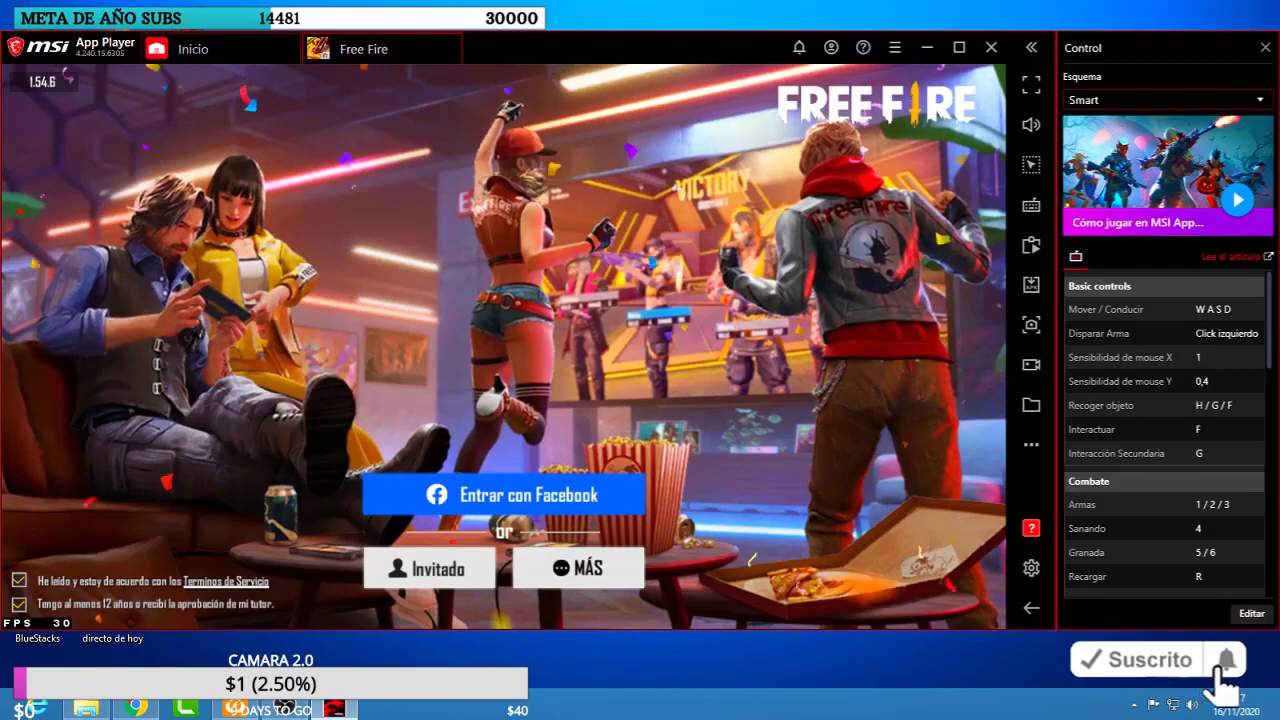 META DE AÑO SUBS 14481 30000
msi App Player
4.240.15.6305
Inicio
Free Fire
1.54.6
FREE FIRE
VICTORY
FREEFIRE
FreeFire
Entrar con Facebook
or
Invitado
MÁS
He leído y estoy de acuerdo con los Terminos de Servicio
Tengo al menos 12 años o recibí la aprobación de mi tutor.
FPS 30
Control
Esquema
Smart
Cómo jugar en MSI App...
Lee el artículo
Basic controls
Mover / Conducir W A S D
Disparar Arma Click izquierdo
Sensibilidad de mouse X 1
Sensibilidad de mouse Y 0,4
Recoger objeto H / G / F
Interactuar F
Interacción Secundaria G
Combate
Armas 1 / 2 / 3
Sanando 4
Granada 5 / 6
Recargar R
Editar
BlueStacks directo de hoy
CAMARA 2.0
$1 (2.50%)
$0 DAYS TO GO $40
Suscrito
16/11/2020